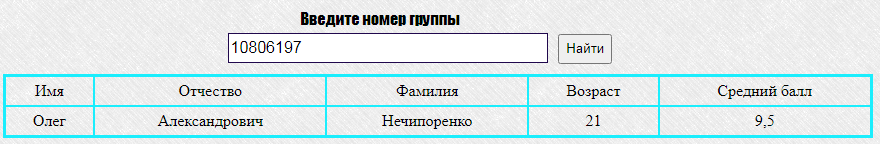 Введите номер группы
10806197 Найти
Имя Отчество Фамилия Возраст Средний балл
Олег Александрович Нечипоренко 21 9,5